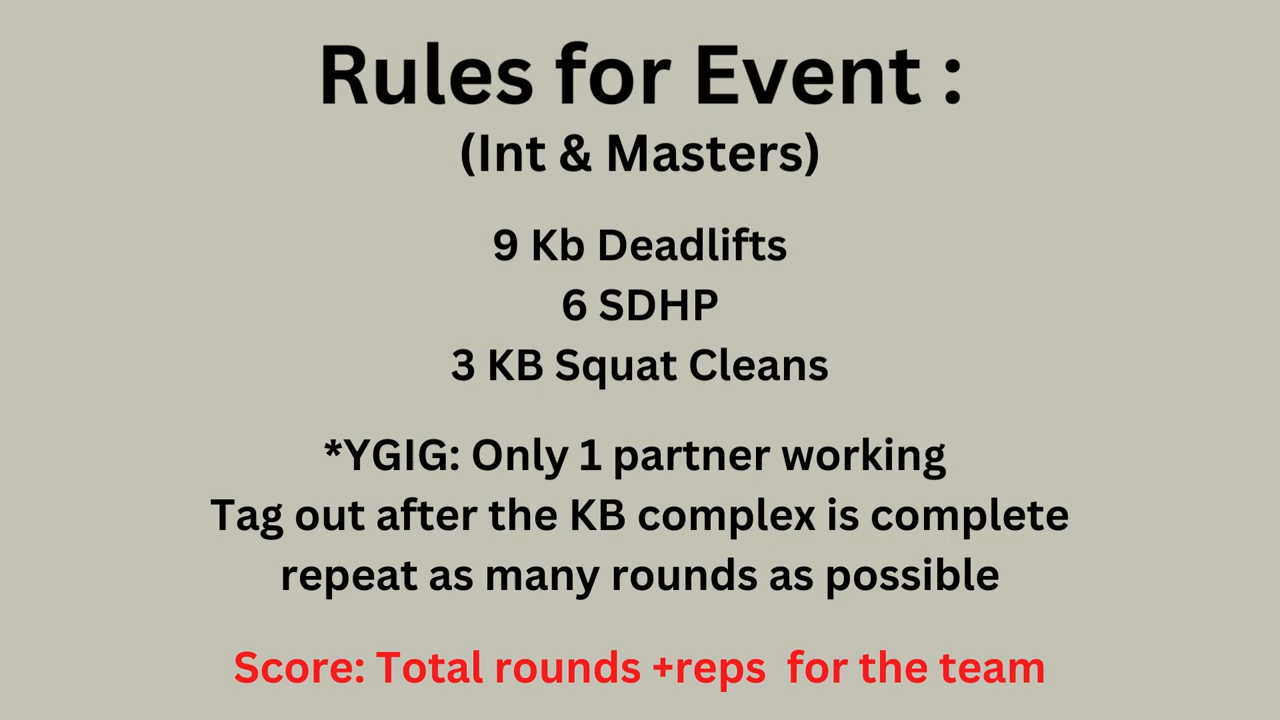 Rules for Event :
(Int & Masters)
9 Kb Deadlifts
6 SDHP
3 KB Squat Cleans
*YGIG: Only 1 partner working
Tag out after the KB complex is complete
repeat as many rounds as possible
Score: Total rounds +reps  for the team